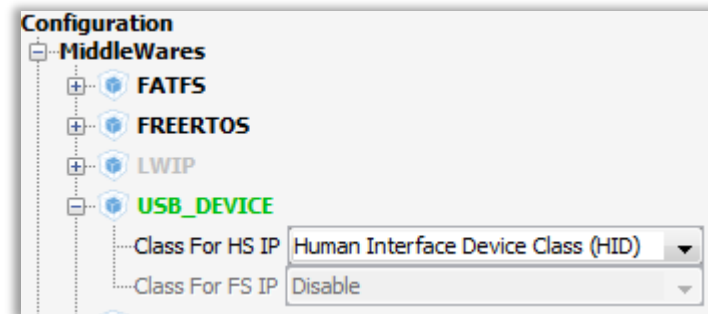 Configuration
MiddleWares
FATFS
FREERTOS
LWIP
USB_DEVICE
Class For HS IP Human Interface Device Class (HID)
Class For FS IP Disable